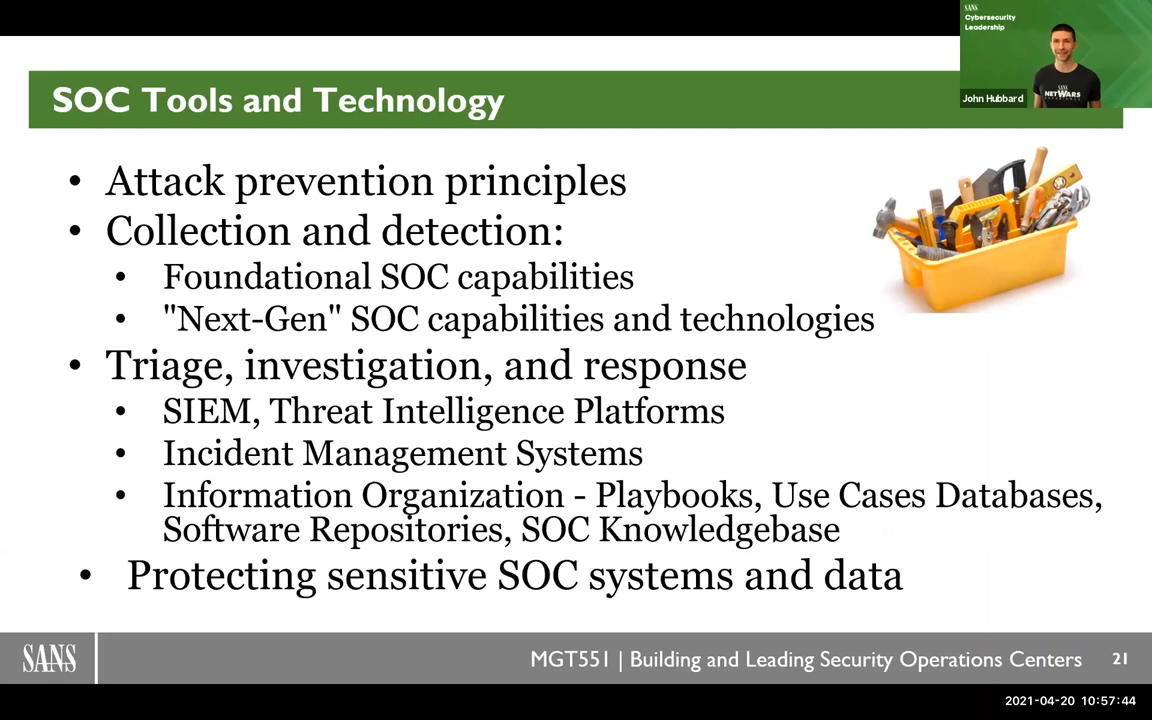 SANS
Cybersecurity
Leadership
NETWARS
John Hubbard
SOC Tools and Technology
• Attack prevention principles
• Collection and detection:
• Foundational SOC capabilities
• "Next-Gen" SOC capabilities and technologies
• Triage, investigation, and response
• SIEM, Threat Intelligence Platforms
• Incident Management Systems
• Information Organization - Playbooks, Use Cases Databases,
Software Repositories, SOC Knowledgebase
• Protecting sensitive SOC systems and data
SANS
MGT551 | Building and Leading Security Operations Centers
21
2021-04-20 10:57:44